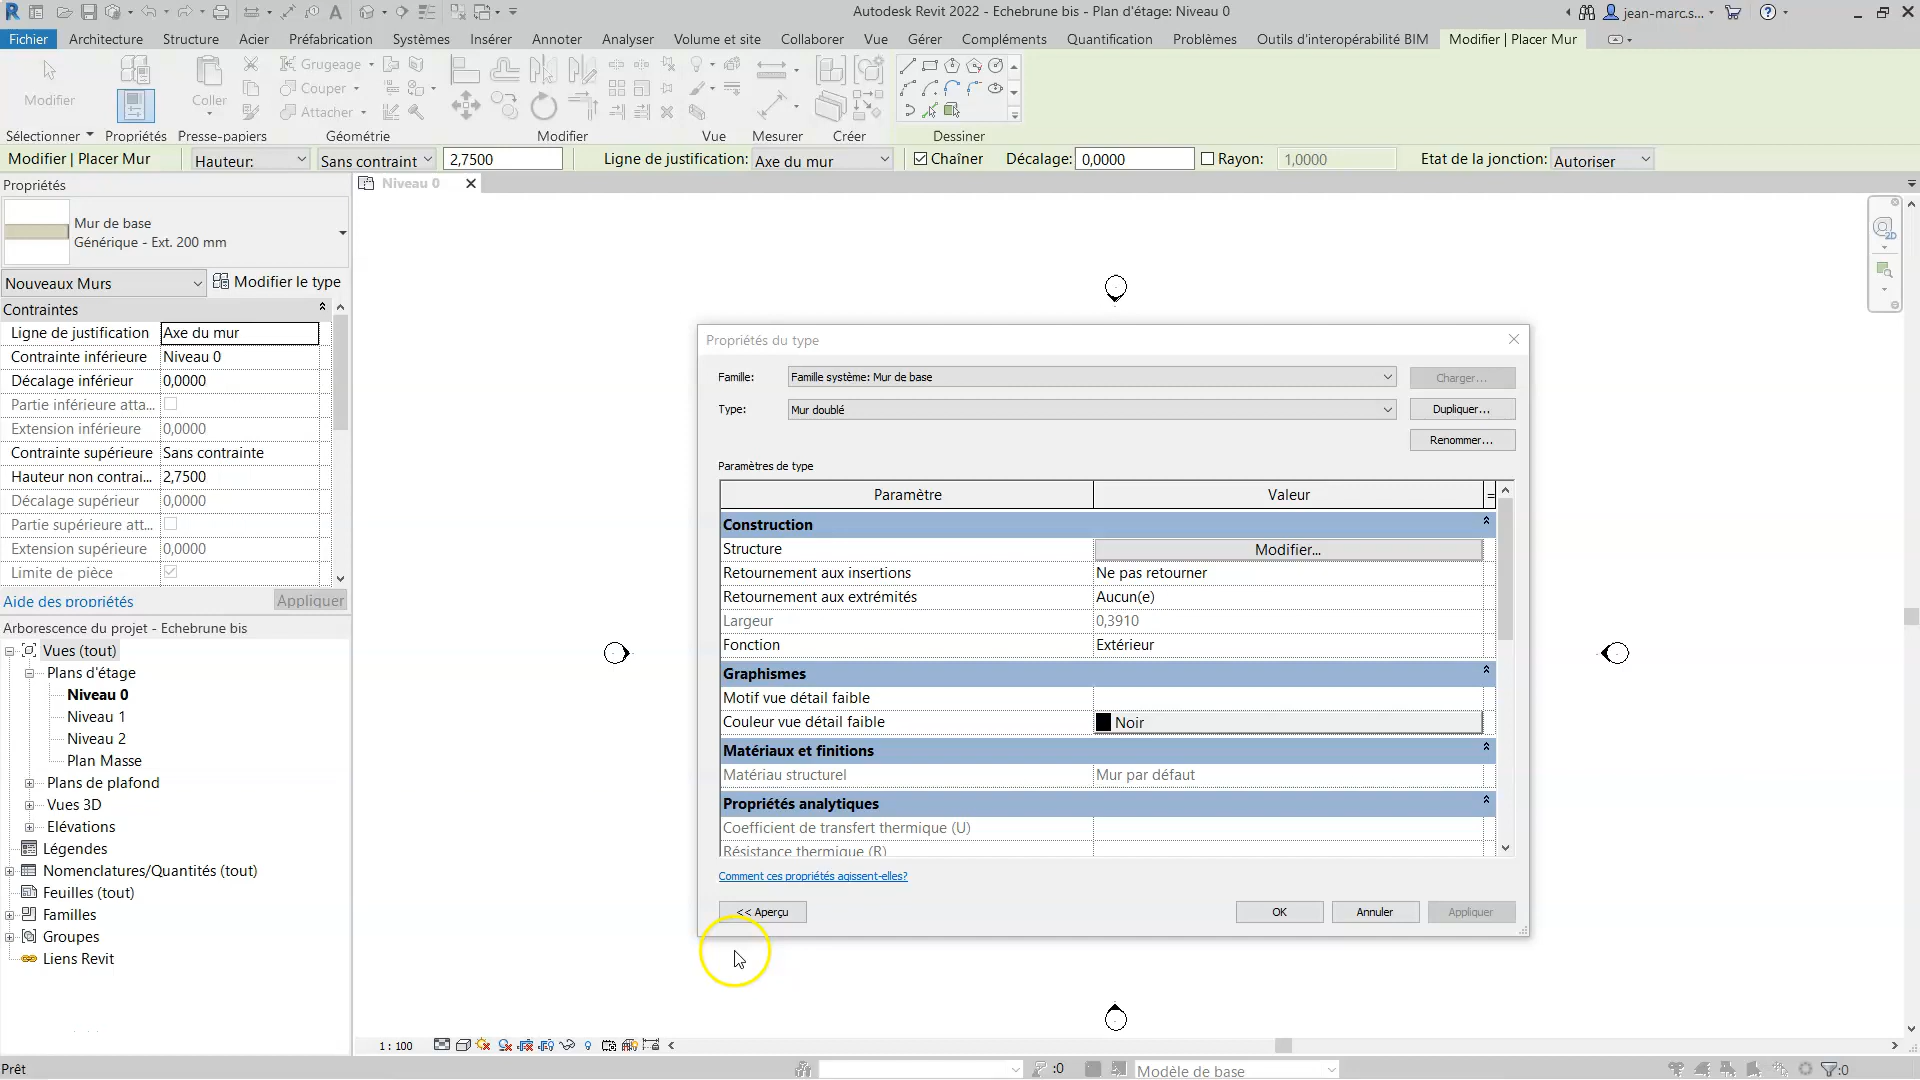 Autodesk Revit 2022 - Echebrune bis - Plan d'étage: Niveau 0
jean-marc.s...
Fichier Architecture Structure Acier Préfabrication Systèmes Insérer Annoter Analyser Volume et site Collaborer Vue Gérer Compléments Quantification Problèmes Outils d'interopérabilité BIM Modifier | Placer Mur
Modifier
Coller
Grugeage
Couper
Attacher
Sélectionner Propriétés Presse-papiers Géométrie Modifier Vue Mesurer Créer Dessiner
Modifier | Placer Mur Hauteur: Sans contraint 2,7500 Ligne de justification: Axe du mur Chaîner Décalage: 0,0000 Rayon: 1,0000 Etat de la jonction: Autoriser
Propriétés
Niveau 0
Mur de base
Générique - Ext. 200 mm
Nouveaux Murs Modifier le type
Contraintes
Ligne de justification Axe du mur
Contrainte inférieure Niveau 0
Décalage inférieur 0,0000
Partie inférieure atta...
Extension inférieure 0,0000
Contrainte supérieure Sans contrainte
Hauteur non contrai... 2,7500
Décalage supérieur 0,0000
Partie supérieure att...
Extension supérieure 0,0000
Limite de pièce
Aide des propriétés Appliquer
Arborescence du projet - Echebrune bis
Vues (tout)
Plans d'étage
Niveau 0
Niveau 1
Niveau 2
Plan Masse
Plans de plafond
Vues 3D
Elévations
Légendes
Nomenclatures/Quantités (tout)
Feuilles (tout)
Familles
Groupes
Liens Revit
Propriétés du type
Famille: Famille système: Mur de base Charger...
Type: Mur doublé Dupliquer...
Renommer...
Paramètres de type
Paramètre Valeur =
Construction
Structure Modifier...
Retournement aux insertions Ne pas retourner
Retournement aux extrémités Aucun(e)
Largeur 0,3910
Fonction Extérieur
Graphismes
Motif vue détail faible
Couleur vue détail faible Noir
Matériaux et finitions
Matériau structurel Mur par défaut
Propriétés analytiques
Coefficient de transfert thermique (U)
Résistance thermique (R)
Comment ces propriétés agissent-elles?
<< Aperçu OK Annuler Appliquer
2D
1 : 100
Prêt :0 Modèle de base :0